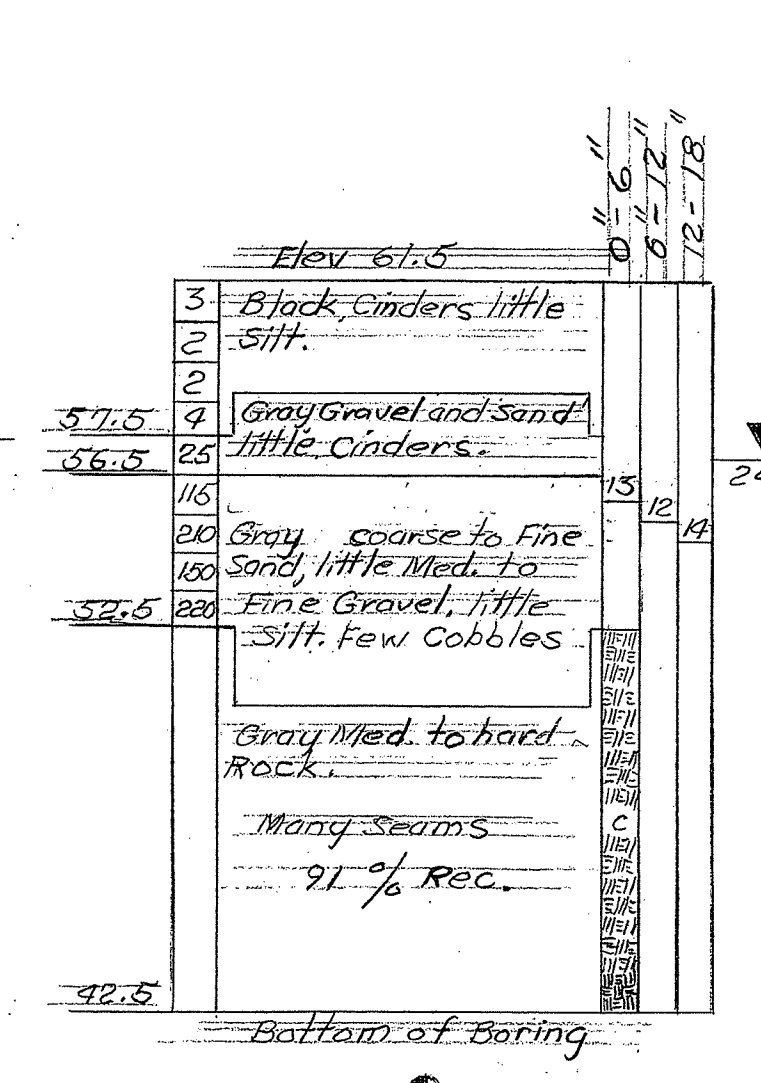 0"-6"
6"-12"
12-18"
Elev 61.5
3 Black, Cinders little
2 Silt.
2
57.5 4 Gray Gravel and Sand
56.5 25 little, Cinders.
24
115 13
12
210 Gray coarse to Fine 14
150 Sand, little Med. to
52.5 220 Fine Gravel, little
Silt. Few Cobbles
Gray Med. to hard
Rock.
Many Seams
C
91 % Rec.
42.5
Bottom of Boring